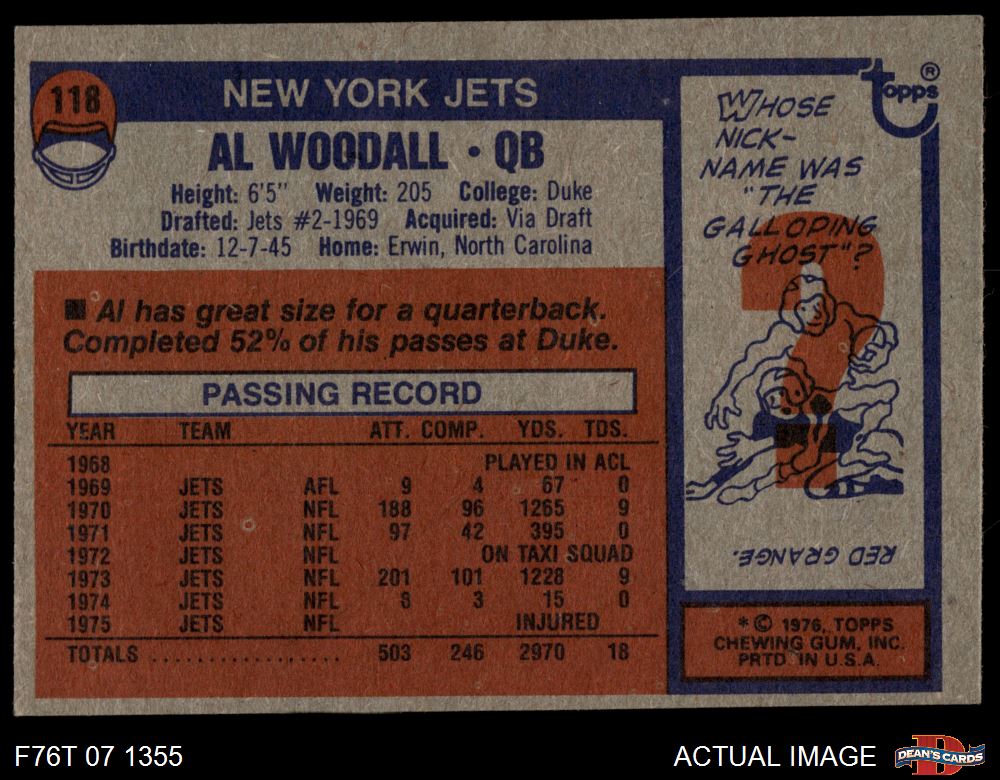 118
NEW YORK JETS
AL WOODALL · QB
Height: 6'5" Weight: 205 College: Duke
Drafted: Jets #2-1969 Acquired: Via Draft
Birthdate: 12-7-45 Home: Erwin, North Carolina
■ Al has great size for a quarterback.
Completed 52% of his passes at Duke.
PASSING RECORD
YEAR TEAM ATT. COMP. YDS. TDS.
1968 PLAYED IN ACL
1969 JETS AFL 9 4 67 0
1970 JETS NFL 188 96 1265 9
1971 JETS NFL 97 42 395 0
1972 JETS NFL ON TAXI SQUAD
1973 JETS NFL 201 101 1228 9
1974 JETS NFL 8 3 15 0
1975 JETS NFL INJURED
TOTALS .................. 503 246 2970 18
Topps ®
WHOSE
NICK-
NAME WAS
"THE
GALLOPING
GHOST"?
?
RED GRANGE.
* © 1976, TOPPS
CHEWING GUM, INC.
PRTD. IN U.S.A.
F76T 07 1355
ACTUAL IMAGE
D
DEAN'S CARDS